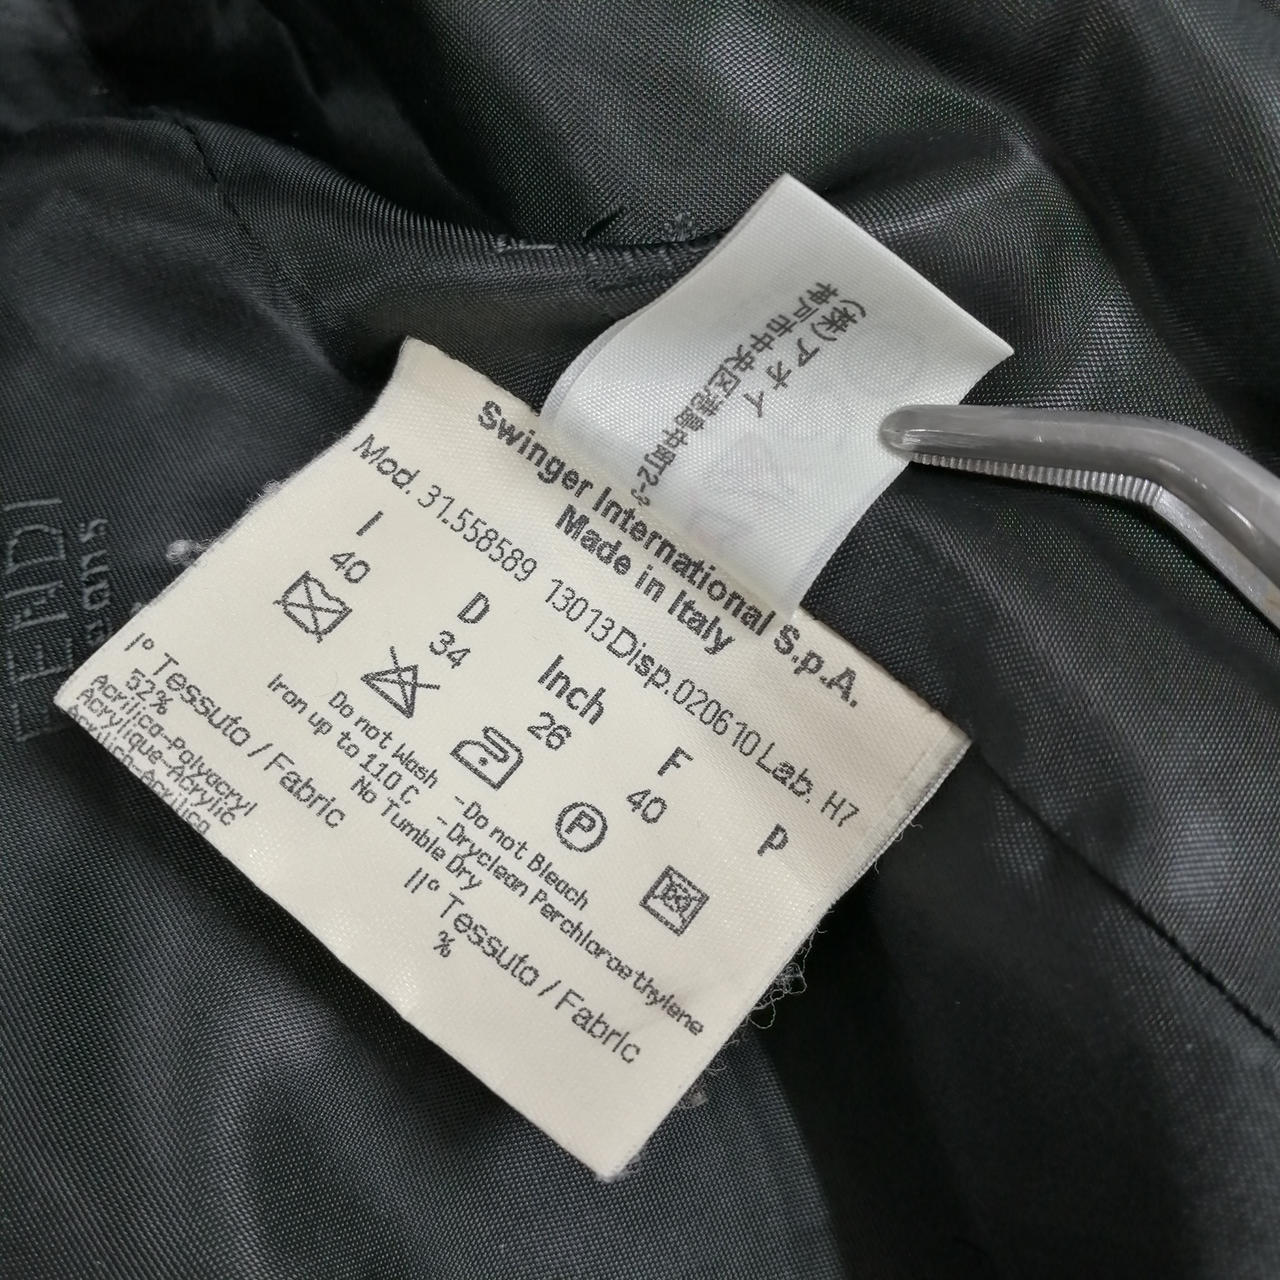 (株)アオイ
神戸市中央区港島中町2-
Swinger International S.p.A.
Made in Italy
Mod. 31.558589 13013 Disp.020610 Lab. H7
I D Inch F P
40 34 26 40
P
Do not Wash -Do not Bleach
Iron up to 110 C - Dryclean Perchloroethylene
No Tumble Dry
I° Tessuto / Fabric
II° Tessuto / Fabric
52%
%
Acrilico-Polyacryl
Acrylique-Acrylic